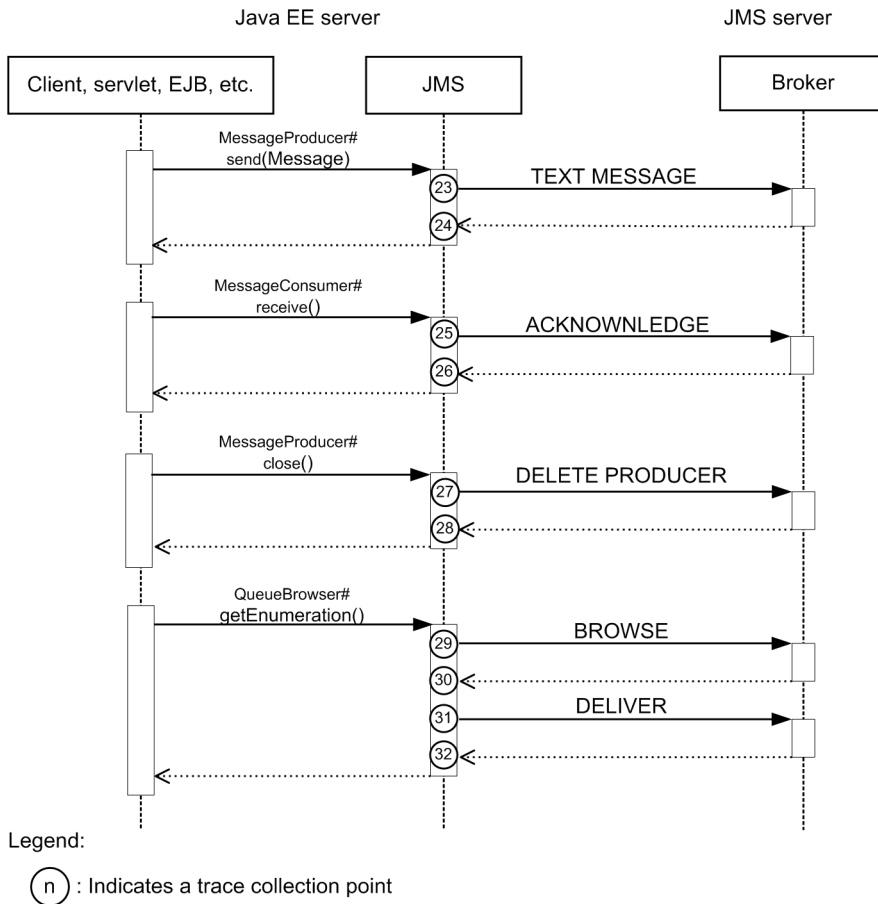 Java EE server
JMS server
Client, servlet, EJB, etc.
JMS
Broker
MessageProducer#
send(Message)
23
TEXT MESSAGE
24
MessageConsumer#
receive()
25
ACKNOWNLEDGE
26
MessageProducer#
close()
27
DELETE PRODUCER
28
QueueBrowser#
getEnumeration()
29
BROWSE
30
31
DELIVER
32
Legend:
n : Indicates a trace collection point